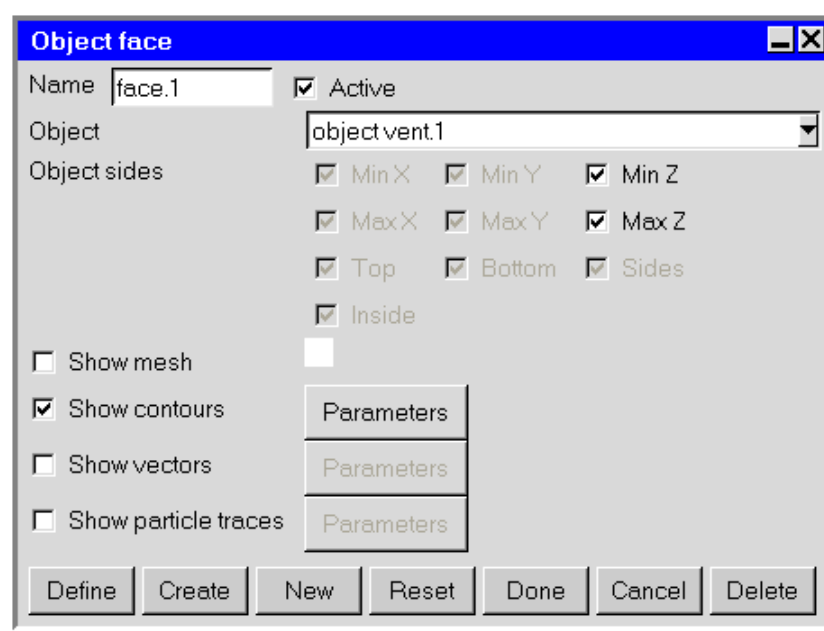 Object face
Name face.1 Active
Object object vent.1
Object sides Min X Min Y Min Z
Max X Max Y Max Z
Top Bottom Sides
Inside
Show mesh
Show contours Parameters
Show vectors Parameters
Show particle traces Parameters
Define Create New Reset Done Cancel Delete